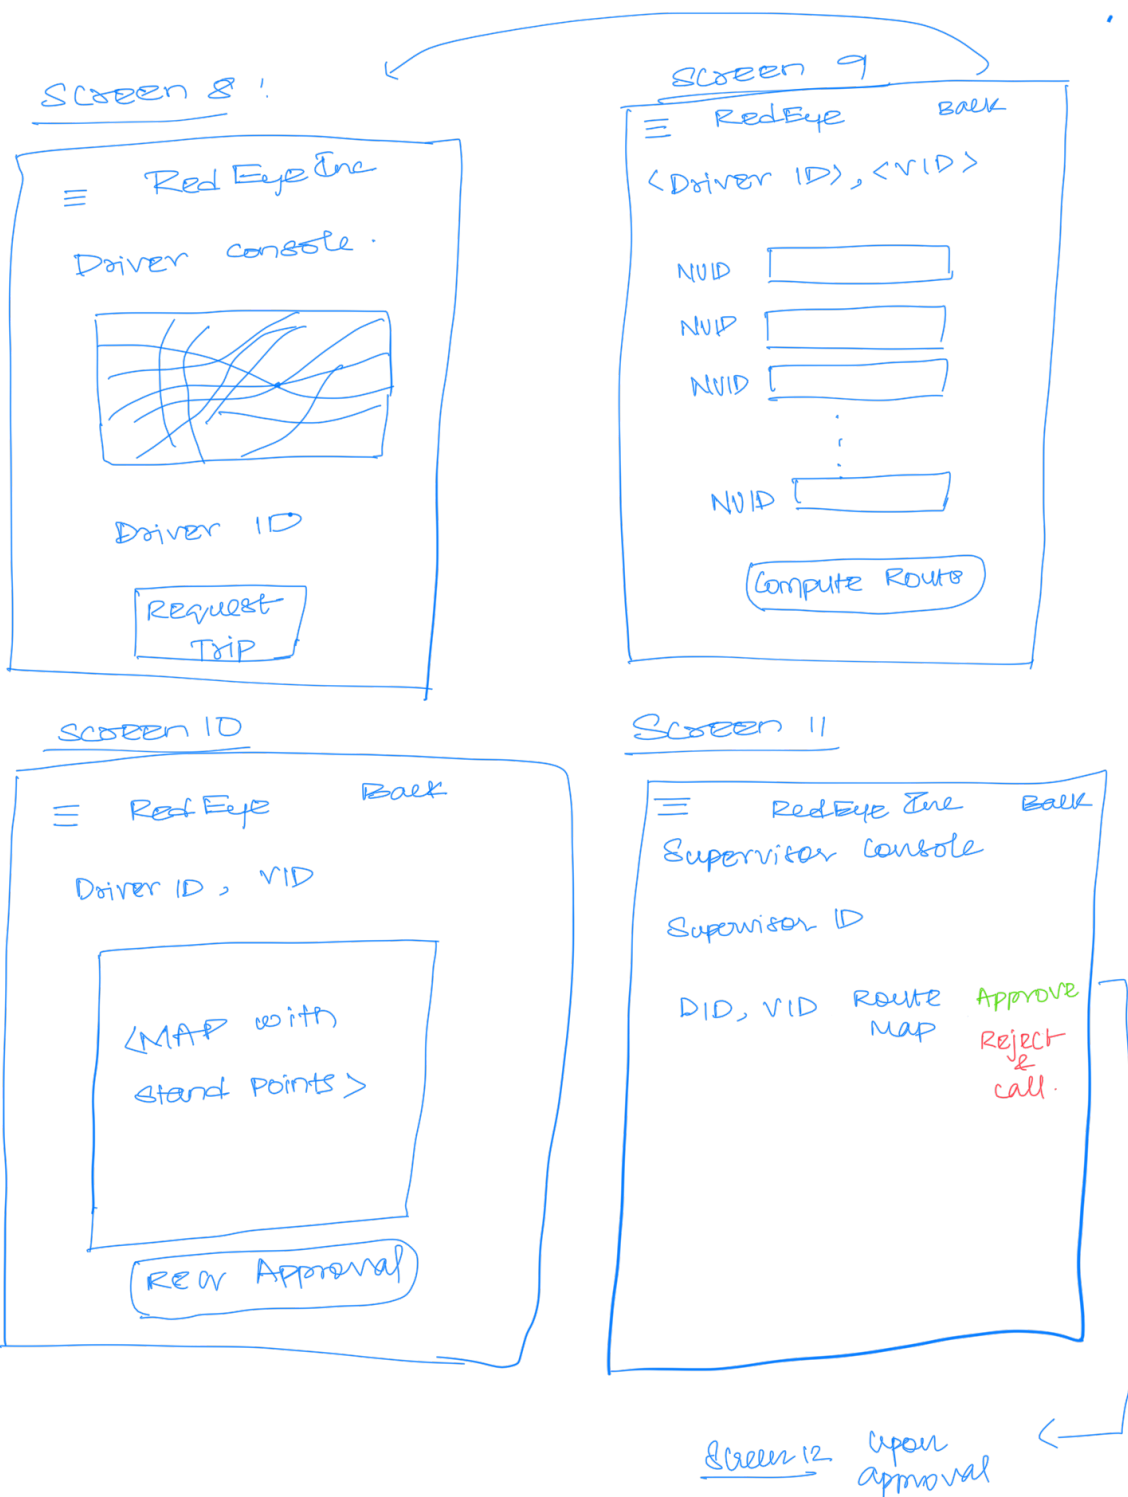 Screen 8 :
☰ Red Eye Inc
Driver console.
Driver ID
Request
Trip
Screen 9
☰ RedEye Back
<Driver ID>, <VID>
NUID
NUID
NUID
NUID
Compute Route
Screen 10
☰ Red Eye Back
Driver ID, VID
<MAP with
stand points>
Req Approval
Screen 11
☰ RedEye Inc Back
Supervisor console
Supervisor ID
DID, VID Route Map Approve
Reject
&
call.
Screen 12 upon
approval